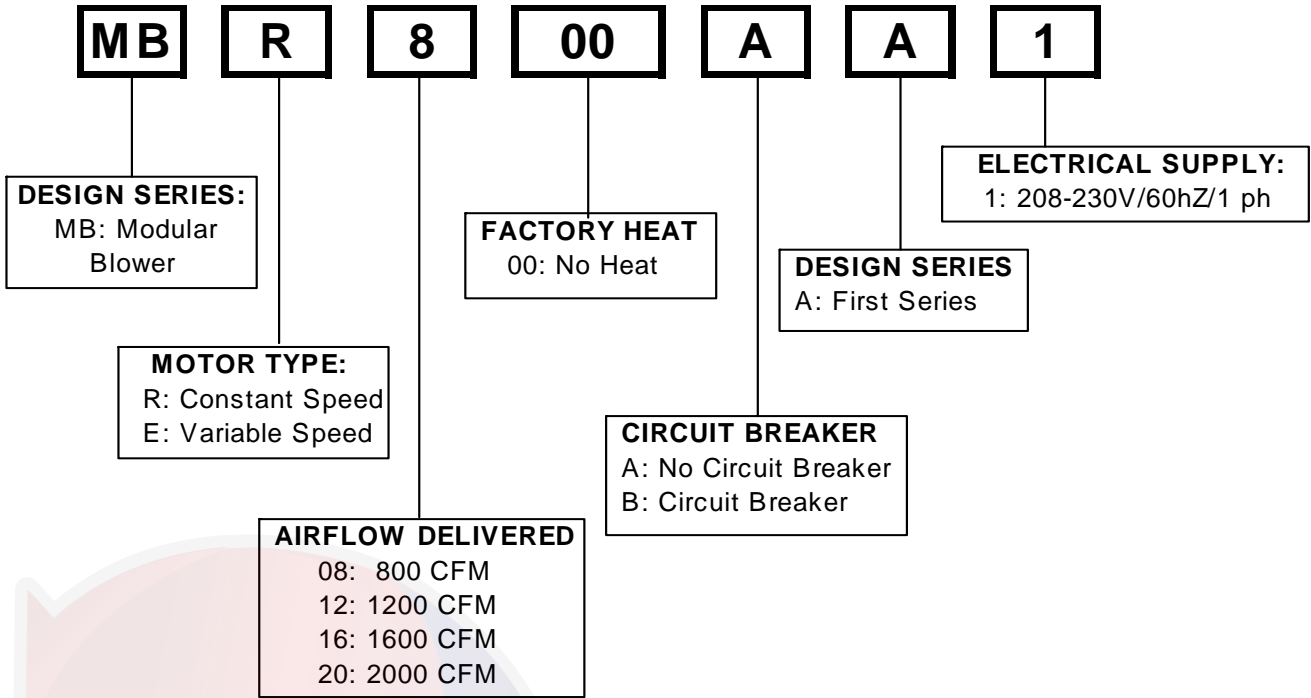 MB R 8 00 A A 1
DESIGN SERIES:
MB: Modular
Blower
MOTOR TYPE:
R: Constant Speed
E: Variable Speed
AIRFLOW DELIVERED
08: 800 CFM
12: 1200 CFM
16: 1600 CFM
20: 2000 CFM
FACTORY HEAT
00: No Heat
CIRCUIT BREAKER
A: No Circuit Breaker
B: Circuit Breaker
DESIGN SERIES
A: First Series
ELECTRICAL SUPPLY:
1: 208-230V/60hZ/1 ph